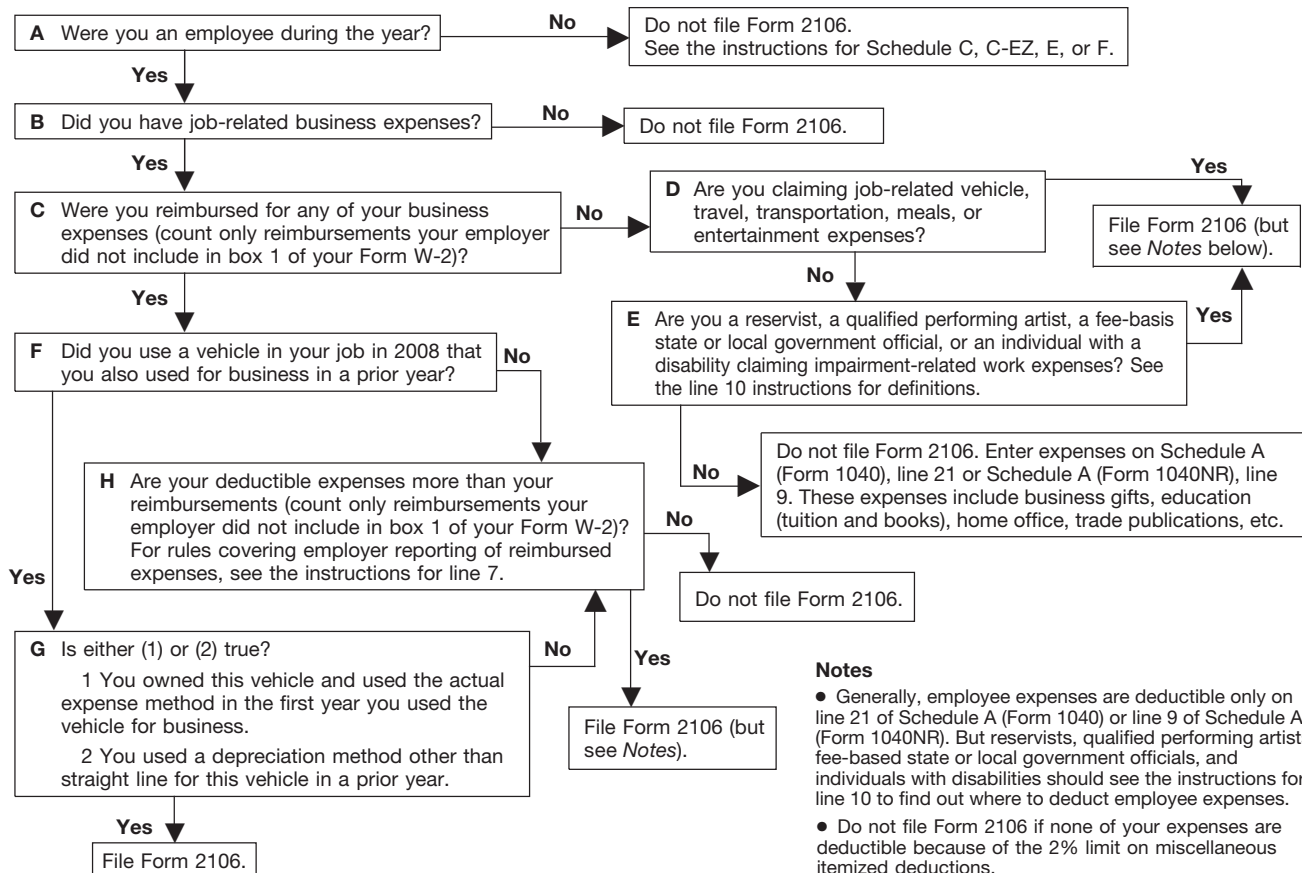 A Were you an employee during the year?
No
Do not file Form 2106.
See the instructions for Schedule C, C-EZ, E, or F.
Yes
B Did you have job-related business expenses?
No
Do not file Form 2106.
Yes
C Were you reimbursed for any of your business
expenses (count only reimbursements your employer
did not include in box 1 of your Form W-2)?
No
D Are you claiming job-related vehicle,
travel, transportation, meals, or
entertainment expenses?
Yes
File Form 2106 (but
see Notes below).
No
Yes
E Are you a reservist, a qualified performing artist, a fee-basis
state or local government official, or an individual with a
disability claiming impairment-related work expenses? See
the line 10 instructions for definitions.
Yes
No
Do not file Form 2106. Enter expenses on Schedule A
(Form 1040), line 21 or Schedule A (Form 1040NR), line
9. These expenses include business gifts, education
(tuition and books), home office, trade publications, etc.
F Did you use a vehicle in your job in 2008 that
you also used for business in a prior year?
No
H Are your deductible expenses more than your
reimbursements (count only reimbursements your
employer did not include in box 1 of your Form W-2)?
For rules covering employer reporting of reimbursed
expenses, see the instructions for line 7.
No
Do not file Form 2106.
Yes
G Is either (1) or (2) true?
1 You owned this vehicle and used the actual
expense method in the first year you used the
vehicle for business.
2 You used a depreciation method other than
straight line for this vehicle in a prior year.
No
Yes
File Form 2106 (but
see Notes).
Yes
File Form 2106.
Notes
• Generally, employee expenses are deductible only on
line 21 of Schedule A (Form 1040) or line 9 of Schedule A
(Form 1040NR). But reservists, qualified performing artist
fee-based state or local government officials, and
individuals with disabilities should see the instructions for
line 10 to find out where to deduct employee expenses.
• Do not file Form 2106 if none of your expenses are
deductible because of the 2% limit on miscellaneous
itemized deductions.